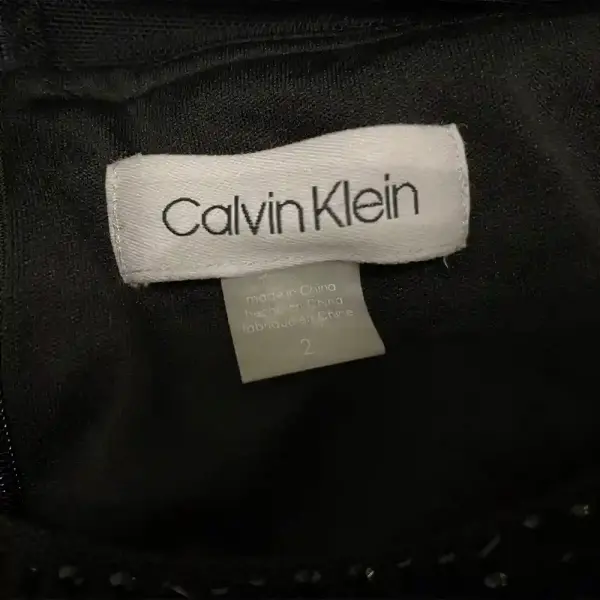 Calvin Klein
made in China
hecho en China
fabriqué en Chine
2